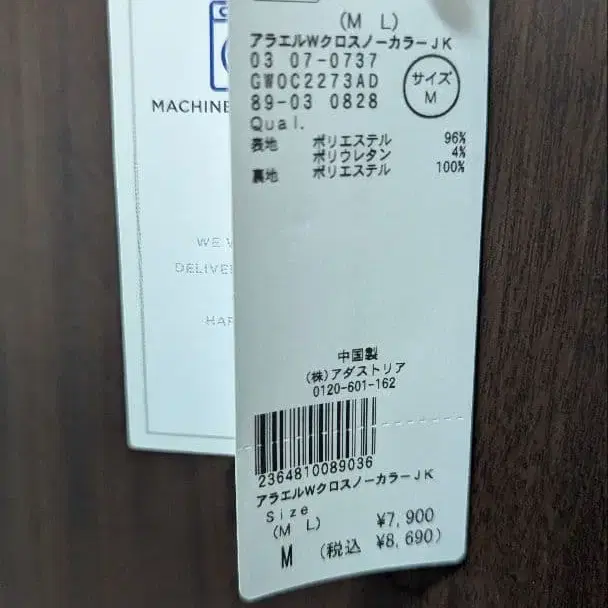 MACHINE
WE
DELIVE
HA
(M L)
アラエルWクロスノーカラーJK
03 07-0737
GW0C2273AD
89-03 0828
サイズ
M
Qual.
表地 ポリエステル 96%
ポリウレタン 4%
裏地 ポリエステル 100%
中国製
(株)アダストリア
0120-601-162
2364810089036
アラエルWクロスノーカラーJK
Size
(M L) ¥7,900
M (税込 ¥8,690)